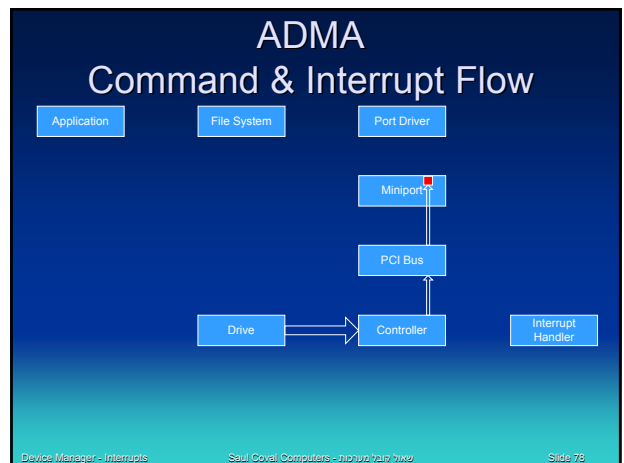 ADMA
Command & Interrupt Flow
Application
File System
Port Driver
Miniport
PCI Bus
Drive
Controller
Interrupt
Handler
Device Manager - Interrupts
Saul Coval Computers - שאול קובל מערכות
Slide 78